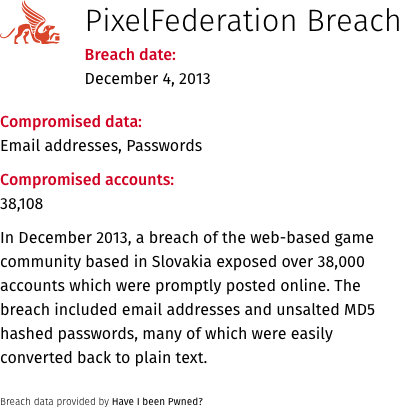 PixelFederation Breach
Breach date:
December 4, 2013
Compromised data:
Email addresses, Passwords
Compromised accounts:
38,108
In December 2013, a breach of the web-based game
community based in Slovakia exposed over 38,000
accounts which were promptly posted online. The
breach included email addresses and unsalted MD5
hashed passwords, many of which were easily
converted back to plain text.
Breach data provided by Have I been Pwned?